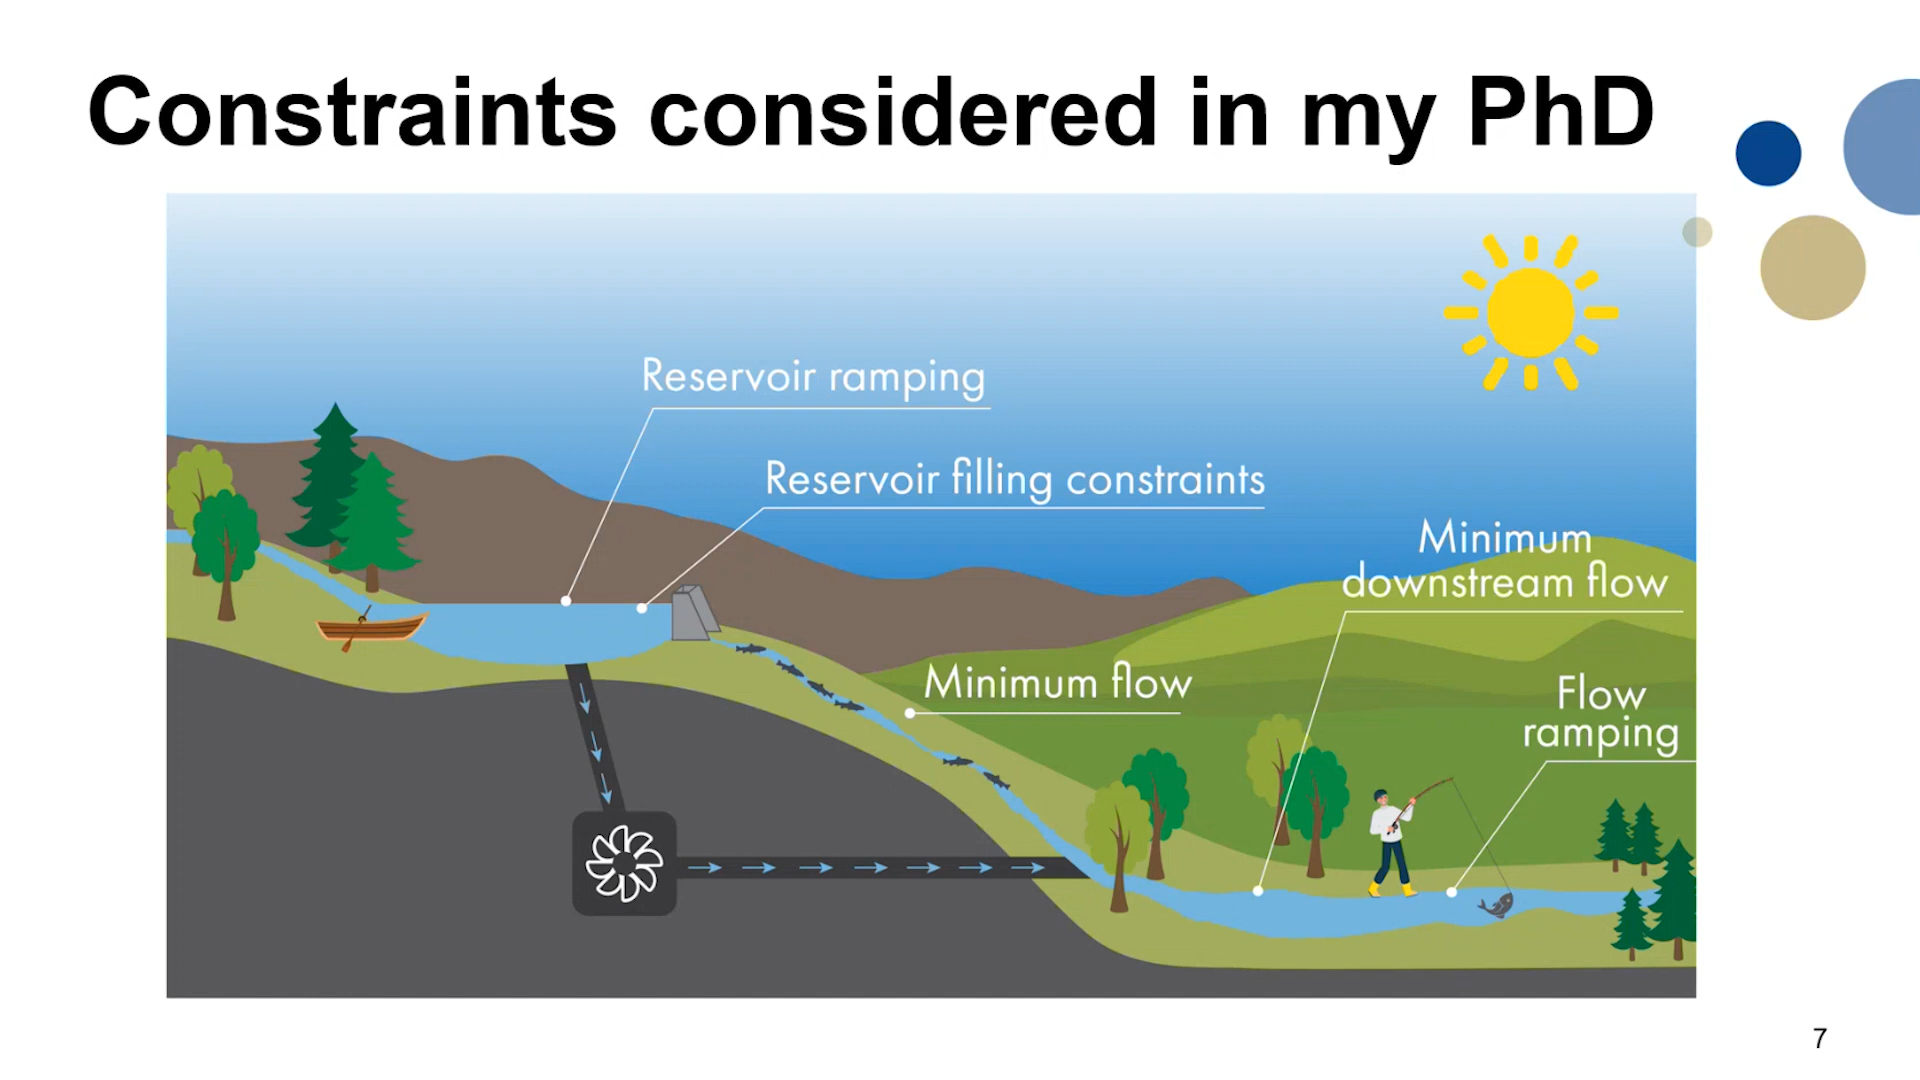 Constraints considered in my PhD
Reservoir ramping
Reservoir filling constraints
Minimum
downstream flow
Minimum flow
Flow
ramping
7